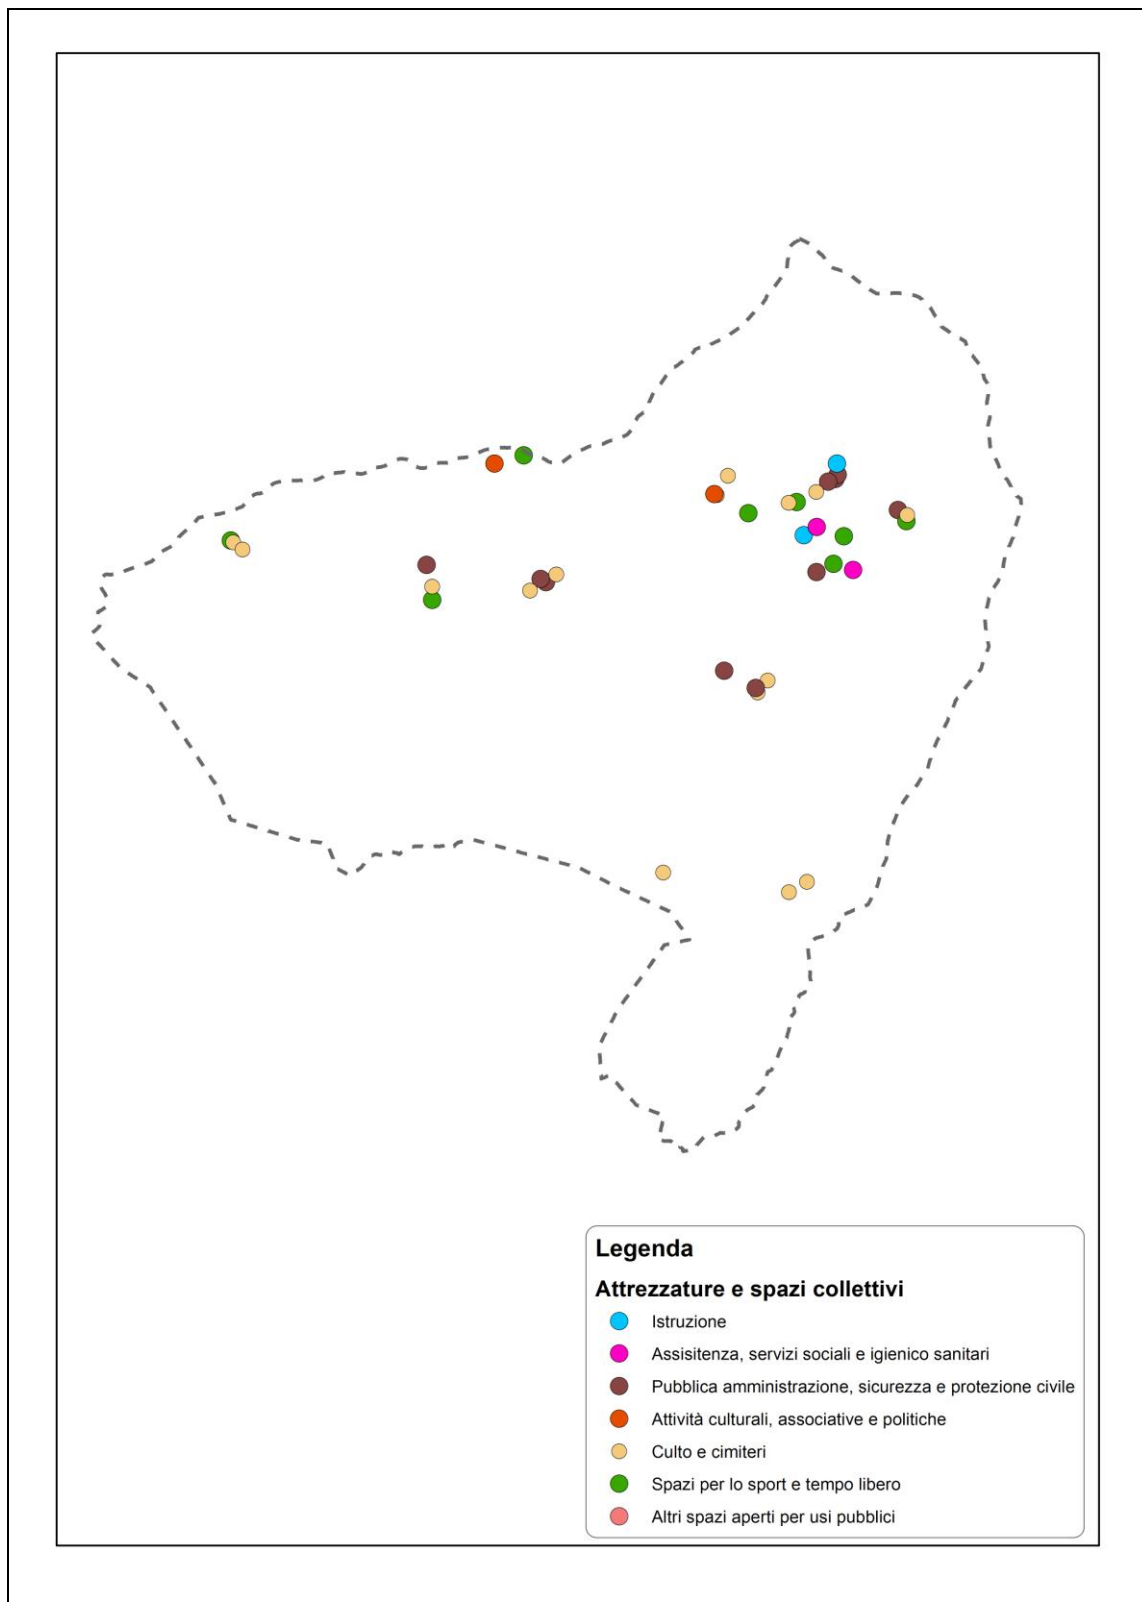 Legenda
Attrezzature e spazi collettivi
Istruzione
Assisitenza, servizi sociali e igienico sanitari
Pubblica amministrazione, sicurezza e protezione civile
Attività culturali, associative e politiche
Culto e cimiteri
Spazi per lo sport e tempo libero
Altri spazi aperti per usi pubblici